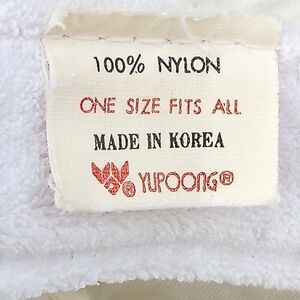 100% NYLON
ONE SIZE FITS ALL
MADE IN KOREA
® YUPOONG®